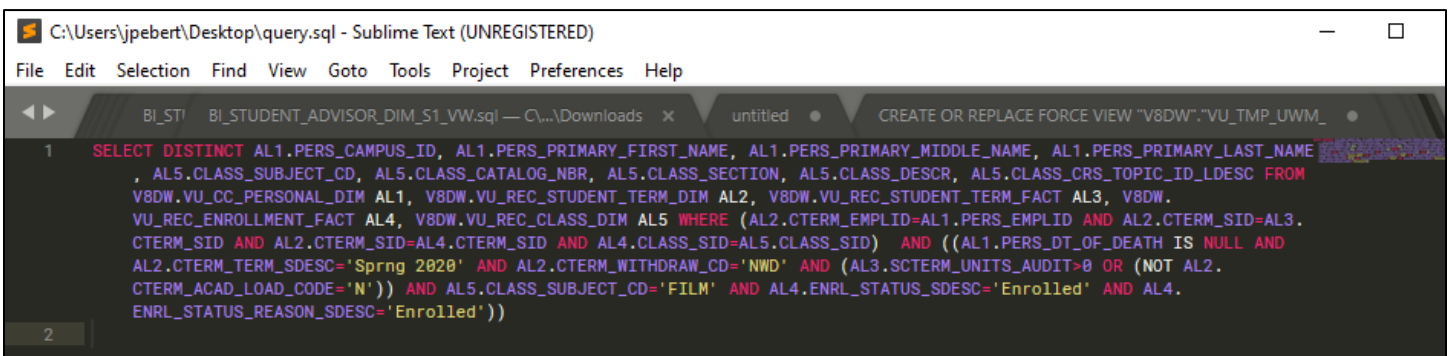 C:\Users\jpebert\Desktop\query.sql - Sublime Text (UNREGISTERED)
File Edit Selection Find View Goto Tools Project Preferences Help
BI_STU BI_STUDENT_ADVISOR_DIM_S1_VW.sql — C\...\Downloads × untitled CREATE OR REPLACE FORCE VIEW "V8DW"."VU_TMP_UWM_
1 SELECT DISTINCT AL1.PERS_CAMPUS_ID, AL1.PERS_PRIMARY_FIRST_NAME, AL1.PERS_PRIMARY_MIDDLE_NAME, AL1.PERS_PRIMARY_LAST_NAME
, AL5.CLASS_SUBJECT_CD, AL5.CLASS_CATALOG_NBR, AL5.CLASS_SECTION, AL5.CLASS_DESCR, AL5.CLASS_CRS_TOPIC_ID_LDESC FROM
V8DW.VU_CC_PERSONAL_DIM AL1, V8DW.VU_REC_STUDENT_TERM_DIM AL2, V8DW.VU_REC_STUDENT_TERM_FACT AL3, V8DW.
VU_REC_ENROLLMENT_FACT AL4, V8DW.VU_REC_CLASS_DIM AL5 WHERE (AL2.CTERM_EMPLID=AL1.PERS_EMPLID AND AL2.CTERM_SID=AL3.
CTERM_SID AND AL2.CTERM_SID=AL4.CTERM_SID AND AL4.CLASS_SID=AL5.CLASS_SID)  AND ((AL1.PERS_DT_OF_DEATH IS NULL AND
AL2.CTERM_TERM_SDESC='Sprng 2020' AND AL2.CTERM_WITHDRAW_CD='NWD' AND (AL3.SCTERM_UNITS_AUDIT>0 OR (NOT AL2.
CTERM_ACAD_LOAD_CODE='N')) AND AL5.CLASS_SUBJECT_CD='FILM' AND AL4.ENRL_STATUS_SDESC='Enrolled' AND AL4.
ENRL_STATUS_REASON_SDESC='Enrolled'))
2